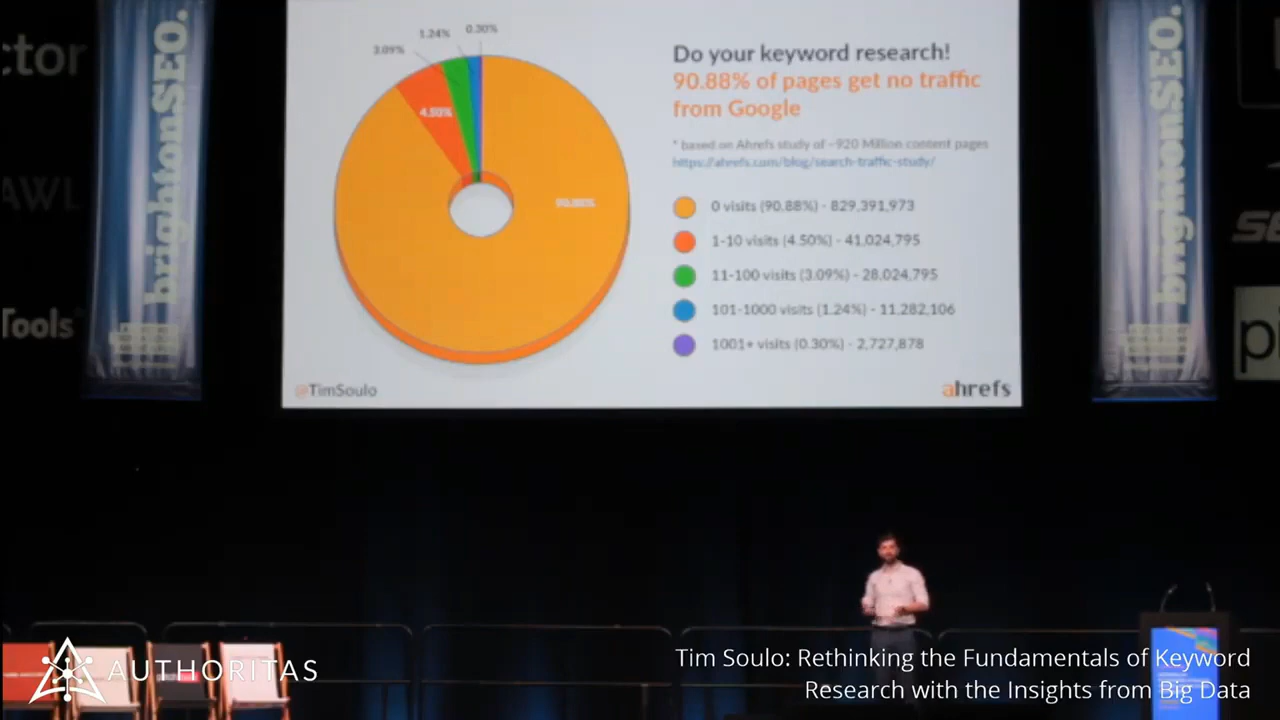 ctor
AWL
Tools
brightonSEO.
3.09%
1.24%
0.30%
4.50%
90.88%
Do your keyword research!
90.88% of pages get no traffic
from Google
* based on Ahrefs study of ~920 Million content pages
https://ahrefs.com/blog/search-traffic-study/
0 visits (90.88%) - 829,391,973
1-10 visits (4.50%) - 41,024,795
11-100 visits (3.09%) - 28,024,795
101-1000 visits (1.24%) - 11,282,106
1001+ visits (0.30%) - 2,727,878
@TimSoulo
ahrefs
brightonSEO.
SE
pi
AUTHORITAS
Tim Soulo: Rethinking the Fundamentals of Keyword
Research with the Insights from Big Data